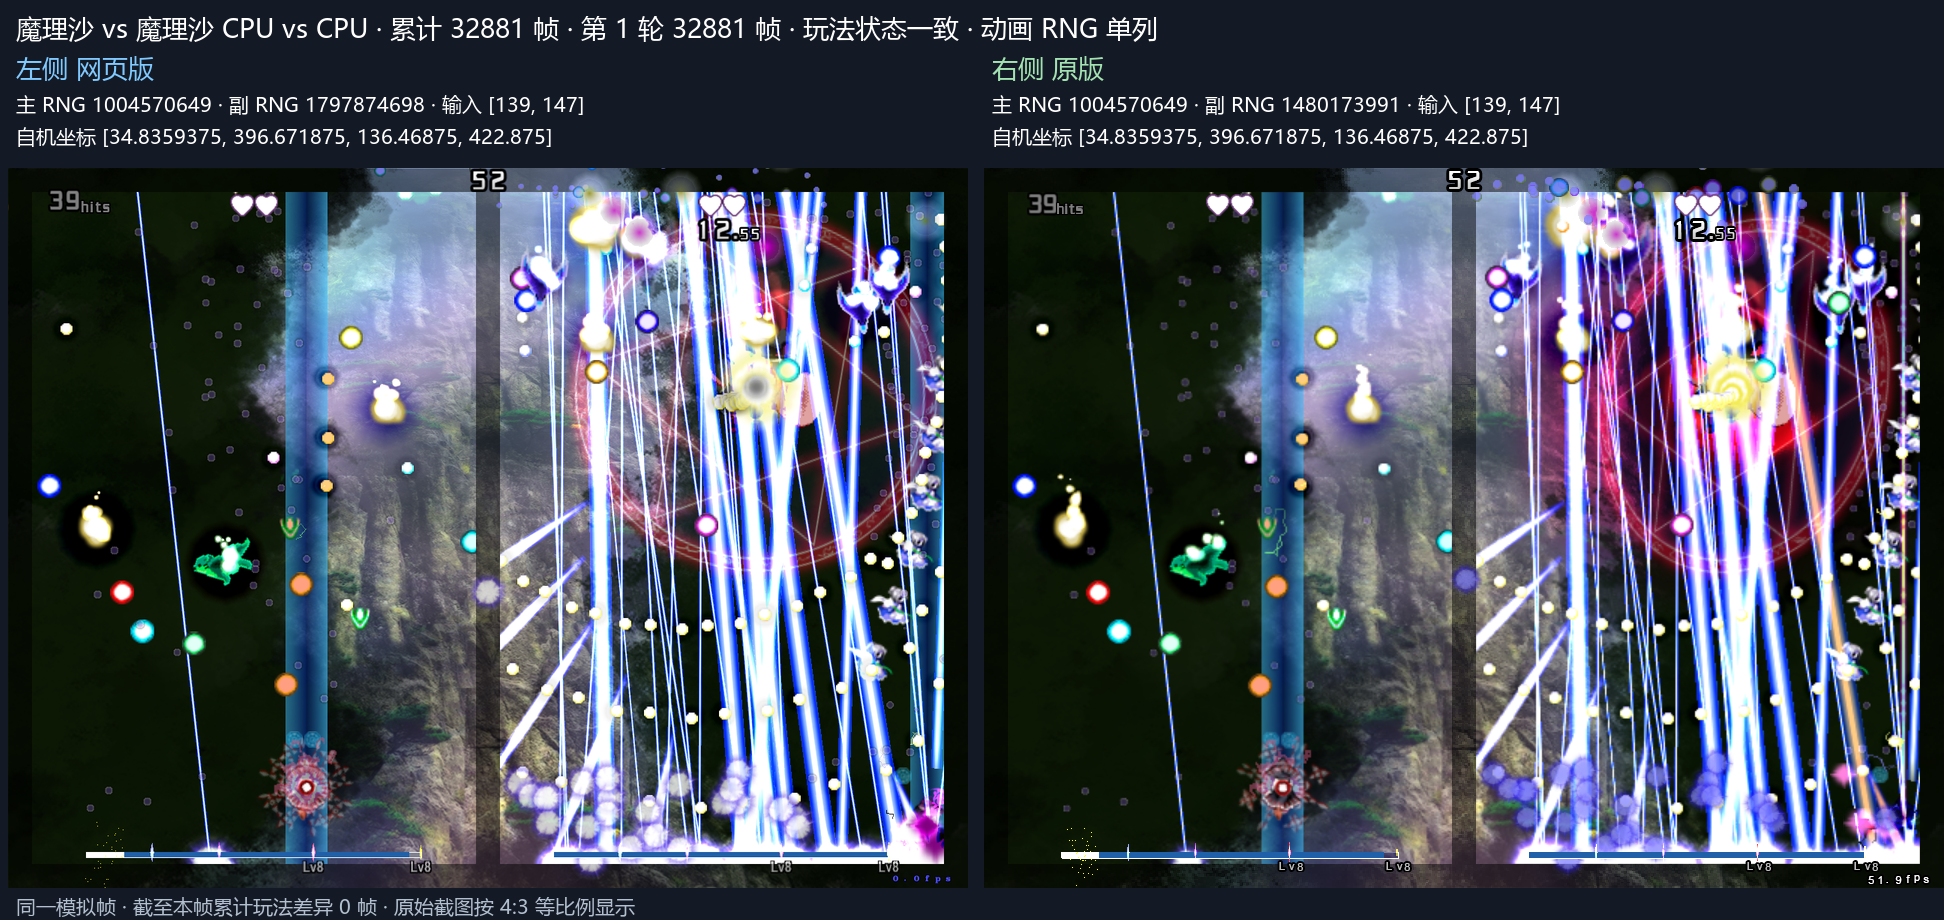 魔理沙 vs 魔理沙 CPU vs CPU · 累计 32881 帧 · 第 1 轮 32881 帧 · 玩法状态一致 · 动画 RNG 单列
左侧 网页版
主 RNG 1004570649 · 副 RNG 1797874698 · 输入 [139, 147]
自机坐标 [34.8359375, 396.671875, 136.46875, 422.875]
右侧 原版
主 RNG 1004570649 · 副 RNG 1480173991 · 输入 [139, 147]
自机坐标 [34.8359375, 396.671875, 136.46875, 422.875]
52
39hits
12.55
Lv8
Lv8
Lv8
Lv8
0.0fps
52
39hits
12.55
Lv8
Lv8
Lv8
Lv8
51.9fps
同一模拟帧 · 截至本帧累计玩法差异 0 帧 · 原始截图按 4:3 等比例显示